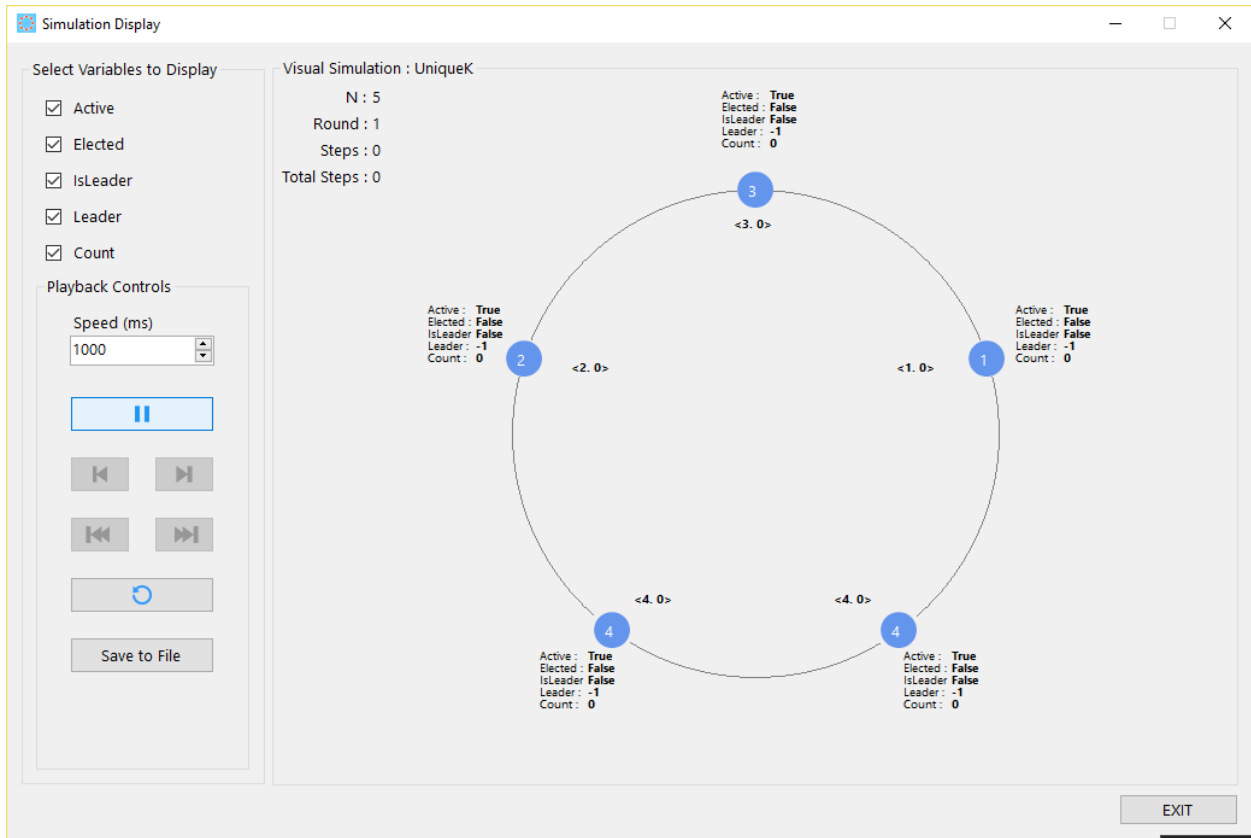 Simulation Display
Select Variables to Display
Active
Elected
IsLeader
Leader
Count
Playback Controls
Speed (ms)
1000
Save to File
Visual Simulation : UniqueK
N : 5
Round : 1
Steps : 0
Total Steps : 0
Active : True
Elected : False
IsLeader False
Leader : -1
Count : 0
3
<3. 0>
Active : True
Elected : False
IsLeader False
Leader : -1
Count : 0
2
<2. 0>
<1. 0>
1
Active : True
Elected : False
IsLeader False
Leader : -1
Count : 0
<4. 0>
4
Active : True
Elected : False
IsLeader False
Leader : -1
Count : 0
<4. 0>
4
Active : True
Elected : False
IsLeader False
Leader : -1
Count : 0
EXIT